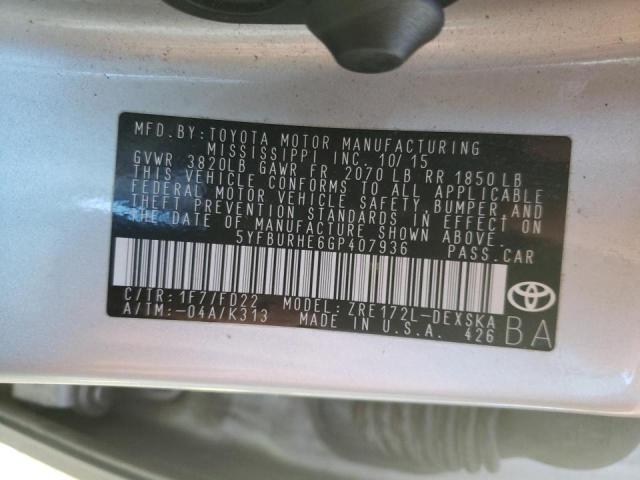 MFD.BY:TOYOTA MOTOR MANUFACTURING
MISSISSIPPI INC. 10/15
GVWR 3820LB GAWR FR 2070 LB RR 1850 LB
THIS VEHICLE CONFORMS TO ALL APPLICABLE
FEDERAL MOTOR VEHICLE SAFETY, BUMPER, AND
THEFT PREVENTION STANDARDS IN EFFECT ON
THE DATE OF MANUFACTURE SHOWN ABOVE.
5YFBURHE6GP407936 PASS.CAR
C/TR:1F7/FD22 MODEL:ZRE172L-DEXSKA
A/TM:-04A/K313 MADE IN U.S.A. 426
BA